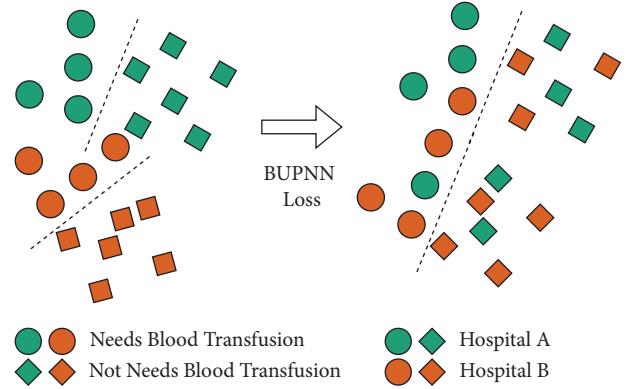 BUPNN
Loss
Needs Blood Transfusion
Not Needs Blood Transfusion
Hospital A
Hospital B